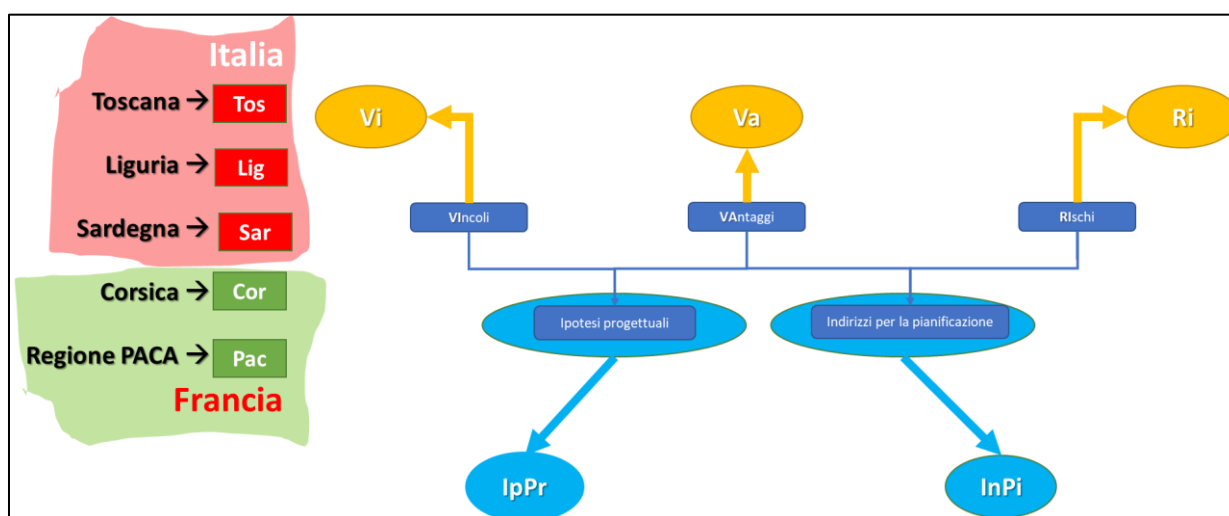 Italia
Toscana → Tos
Liguria → Lig
Sardegna → Sar
Corsica → Cor
Regione PACA → Pac
Francia
Vi
Va
Ri
VIncoli
VAntaggi
RIschi
Ipotesi progettuali
Indirizzi per la pianificazione
IpPr
InPi